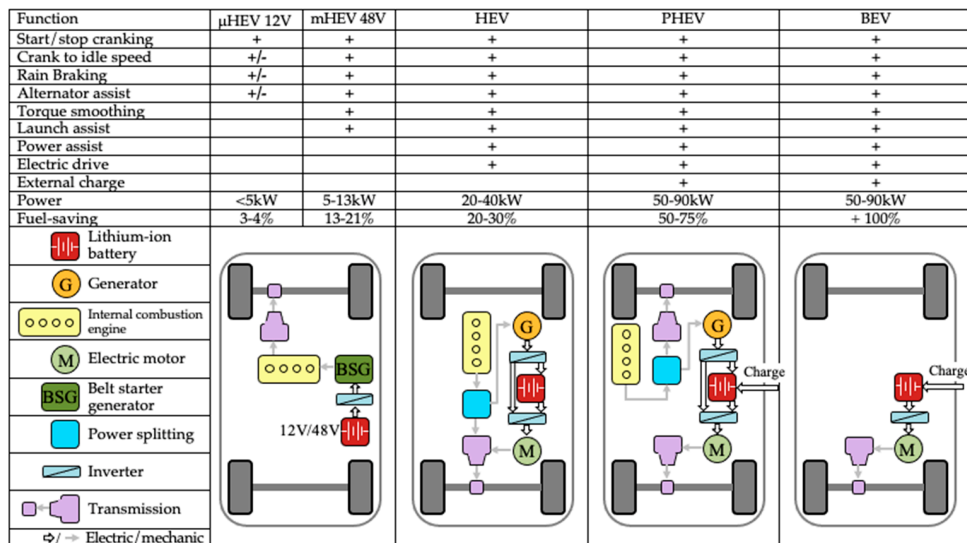 Function μHEV 12V mHEV 48V HEV PHEV BEV
Start/stop cranking + + + + +
Crank to idle speed +/- + + + +
Rain Braking +/- + + + +
Alternator assist +/- + + + +
Torque smoothing + + + +
Launch assist + + + +
Power assist + + +
Electric drive + + +
External charge + +
Power <5kW 5-13kW 20-40kW 50-90kW 50-90kW
Fuel-saving 3-4% 13-21% 20-30% 50-75% + 100%
Lithium-ion
battery
G Generator
Internal combustion
engine
M Electric motor
BSG Belt starter
generator
Power splitting
Inverter
Transmission
⇨/→ Electric/mechanic
BSG
12V/48V
G
M
G
Charge
M
Charge
M